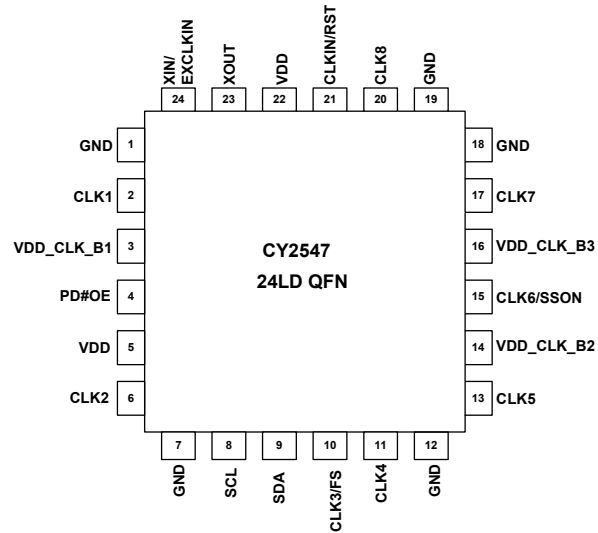 XIN/
EXCLKIN
XOUT
VDD
CLKIN/RST
CLK8
GND
24
23
22
21
20
19
GND 1
CLK1 2
VDD_CLK_B1 3
PD#OE 4
VDD 5
CLK2 6
CY2547
24LD QFN
18 GND
17 CLK7
16 VDD_CLK_B3
15 CLK6/SSON
14 VDD_CLK_B2
13 CLK5
7
8
9
10
11
12
GND
SCL
SDA
CLK3/FS
CLK4
GND